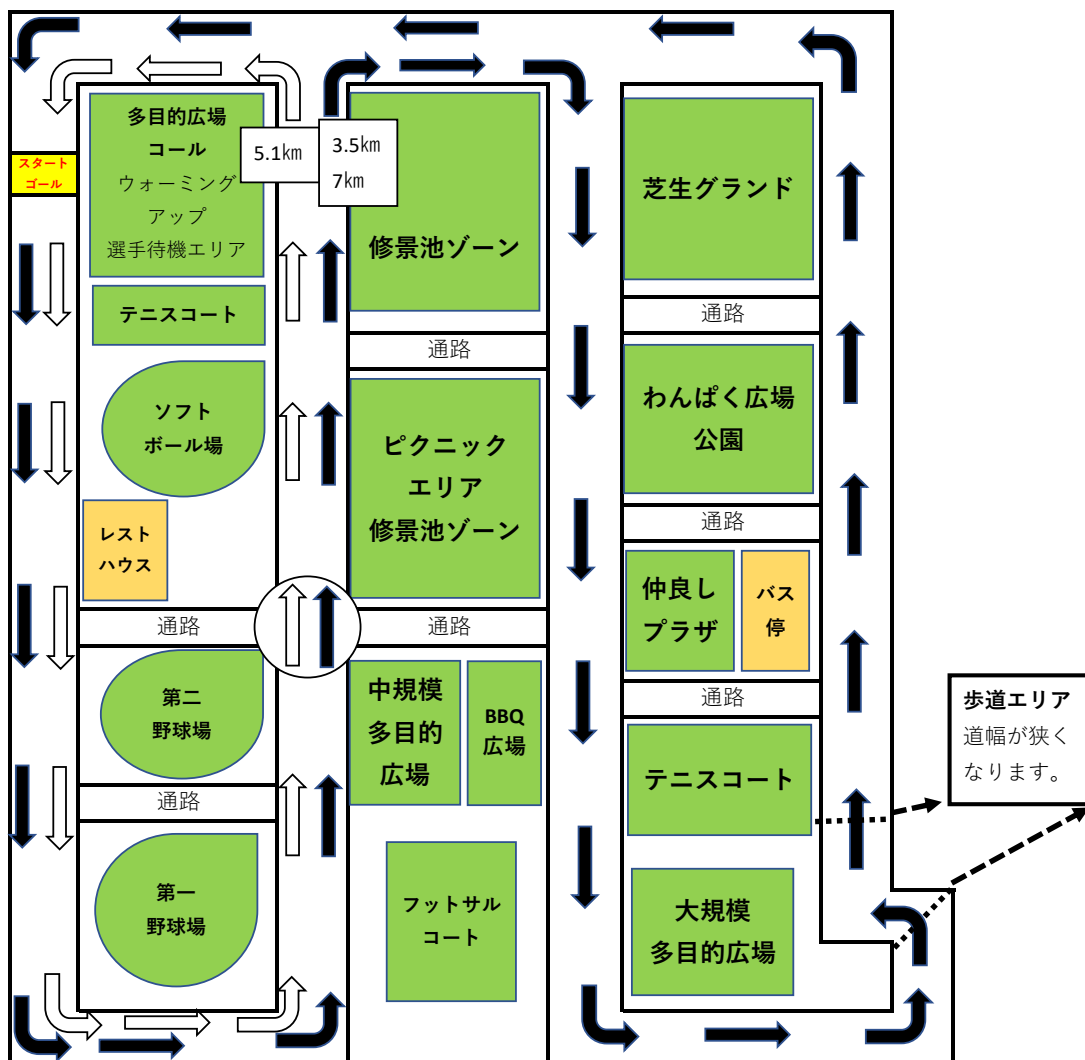 スタート
ゴール
多目的広場
コール
ウォーミング
アップ
選手待機エリア
テニスコート
ソフト
ボール場
レスト
ハウス
通路
第二
野球場
通路
第一
野球場
5.1㎞
3.5㎞
7㎞
修景池ゾーン
通路
ピクニック
エリア
修景池ゾーン
通路
中規模
多目的
広場
BBQ
広場
フットサル
コート
芝生グランド
通路
わんぱく広場
公園
通路
仲良し
プラザ
バス
停
通路
テニスコート
大規模
多目的広場
歩道エリア
道幅が狭く
なります。